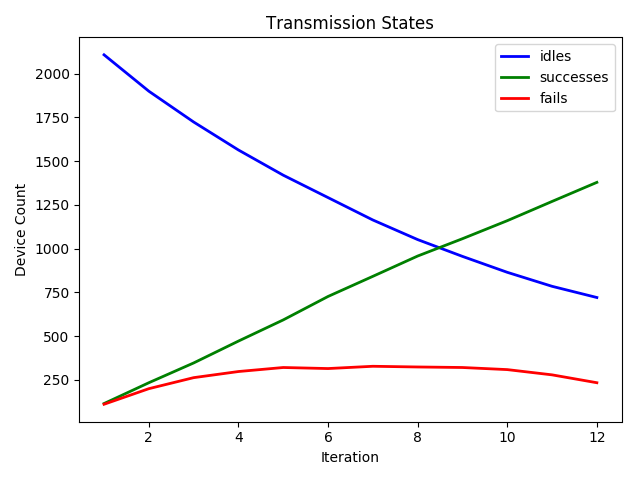 Transmission States
idles
successes
fails
Device Count
2000
1750
1500
1250
1000
750
500
250
2 4 6 8 10 12
Iteration